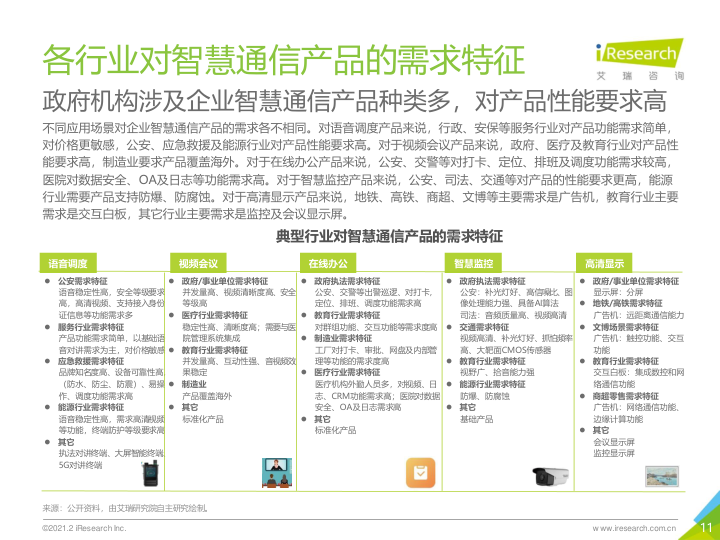 各行业对智慧通信产品的需求特征
iResearch
艾 瑞 咨 询
政府机构涉及企业智慧通信产品种类多，对产品性能要求高
不同应用场景对企业智慧通信产品的需求各不相同。对语音调度产品来说，行政、安保等服务行业对产品功能需求简单，
对价格更敏感，公安、应急救援及能源行业对产品性能要求高。对于视频会议产品来说，政府、医疗及教育行业对产品性
能要求高，制造业要求产品覆盖海外。对于在线办公产品来说，公安、交警等对打卡、定位、排班及调度功能需求较高，
医院对数据安全、OA及日志等功能需求高。对于智慧监控产品来说，公安、司法、交通等对产品的性能要求更高，能源
行业需要产品支持防爆、防腐蚀。对于高清显示产品来说，地铁、高铁、商超、文博等主要需求是广告机，教育行业主要
需求是交互白板，其它行业主要需求是监控及会议显示屏。
典型行业对智慧通信产品的需求特征
语音调度
● 公安需求特征
语音稳定性高，安全等级要求
高，高清视频、支持接入身份
证信息等功能需求多
● 服务行业需求特征
产品功能需求简单，以基础语
音对讲需求为主，对价格敏感
● 应急救援需求特征
品牌知名度高、设备可靠性高
（防水、防尘、防震）、易操
作、调度功能需求高
● 能源行业需求特征
语音稳定性高，需求高清视频
等功能，终端防护等级要求高
● 其它
执法对讲终端、大屏智能终端、
5G对讲终端
视频会议
● 政府/事业单位需求特征
并发量高、视频清晰度高、安全
等级高
● 医疗行业需求特征
稳定性高、清晰度高；需要与医
院管理系统集成
● 教育行业需求特征
并发量高、互动性强、音视频效
果稳定
● 制造业
产品覆盖海外
● 其它
标准化产品
在线办公
● 政府执法需求特征
公安、交警等出警巡逻、对打卡，
定位、排班、调度功能需求高
● 教育行业需求特征
对群组功能、交互功能等需求度高
● 制造业需求特征
工厂对打卡、审批、网盘及内部管
理等功能的需求度高
● 医疗行业需求特征
医疗机构外勤人员多，对视频、日
志、CRM功能需求高；医院对数据
安全、OA及日志需求高
● 其它
标准化产品
智慧监控
● 政府执法需求特征
公安：补光灯好、高信噪比、图
像处理能力强、具备AI算法
司法：音频质量高、视频高清
● 交通需求特征
视频高清、补光灯好、抓拍频率
高、大靶面CMOS传感器
● 教育行业需求特征
视野广、拾音能力强
● 能源行业需求特征
防爆、防腐蚀
● 其它
基础产品
高清显示
● 政府/事业单位需求特征
显示屏：分屏
● 地铁/高铁需求特征
广告机：远距离通信能力
● 文博场景需求特征
广告机：触控功能、交互
功能
● 教育行业需求特征
交互白板：集成数控和网
络通信功能
● 商超零售需求特征
广告机：网络通信功能、
边缘计算功能
● 其它
会议显示屏
监控显示屏
来源：公开资料，由艾瑞研究院自主研究绘制。
©2021.2 iResearch Inc.
www.iresearch.com.cn
11